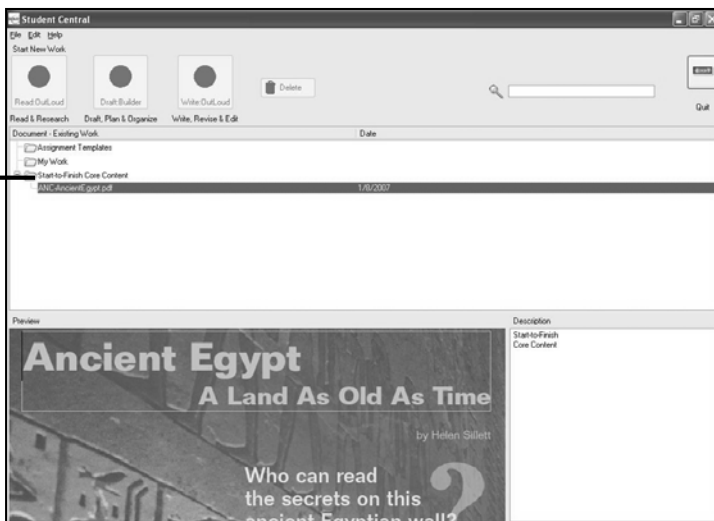 Student Central
File Edit Help
Start New Work
Read OutLoud
Draft Builder
Write OutLoud
Delete
Quit
Read & Research
Draft, Plan & Organize
Write, Revise & Edit
Document - Existing Work Date
Assignment Templates
My Work
Start-to-Finish Core Content
ANC-AncientEgypt.pdf 1/8/2007
Preview
Ancient Egypt
A Land As Old As Time
by Helen Sillett
Who can read
the secrets on this
ancient Egyptian wall?
?
Description
Start-to-Finish
Core Content